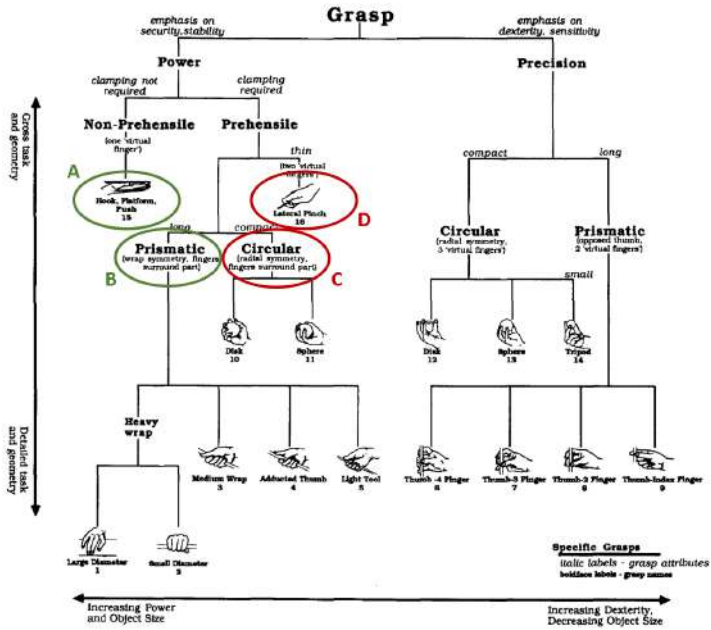 Grasp
emphasis on
security,stability
emphasis on
dexterity, sensitivity
Power
Precision
clamping not
required
clamping
required
Gross task
and geometry
Non-Prehensile
(one 'virtual
finger')
Prehensile
thin
(two 'virtual
fingers')
compact
long
A
Hook, Platform,
Push
15
Lateral Pinch
16
D
long
compact
Prismatic
(wrap symmetry, fingers
surround part)
B
Circular
(radial symmetry,
fingers surround part)
C
Circular
(radial symmetry,
3 'virtual fingers')
Prismatic
(opposed thumb,
2 'virtual fingers')
small
Disk
10
Sphere
11
Disk
12
Sphere
13
Tripod
14
Detailed task
and geometry
Heavy
wrap
Medium Wrap
3
Adducted Thumb
4
Light Tool
5
Thumb -4 Finger
6
Thumb-3 Finger
7
Thumb-2 Finger
8
Thumb-Index Finger
9
Large Diameter
1
Small Diameter
2
Specific Grasps
italic labels - grasp attributes
boldface labels - grasp names
Increasing Power
and Object Size
Increasing Dexterity,
Decreasing Object Size